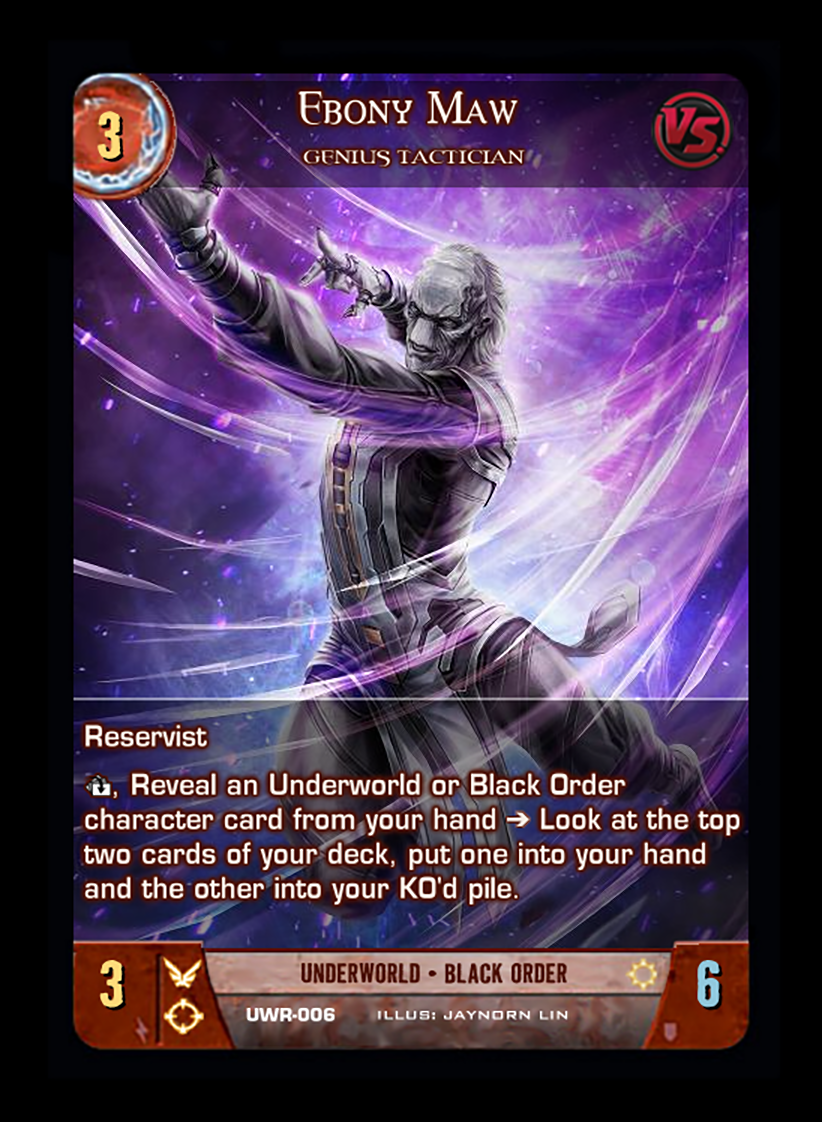 3
EBONY MAW
VS.
GENIUS TACTICIAN
Reservist
, Reveal an Underworld or Black Order
character card from your hand ➔ Look at the top
two cards of your deck, put one into your hand
and the other into your KO'd pile.
3
UNDERWORLD • BLACK ORDER
6
UWR-006 ILLUS: JAYNORN LIN